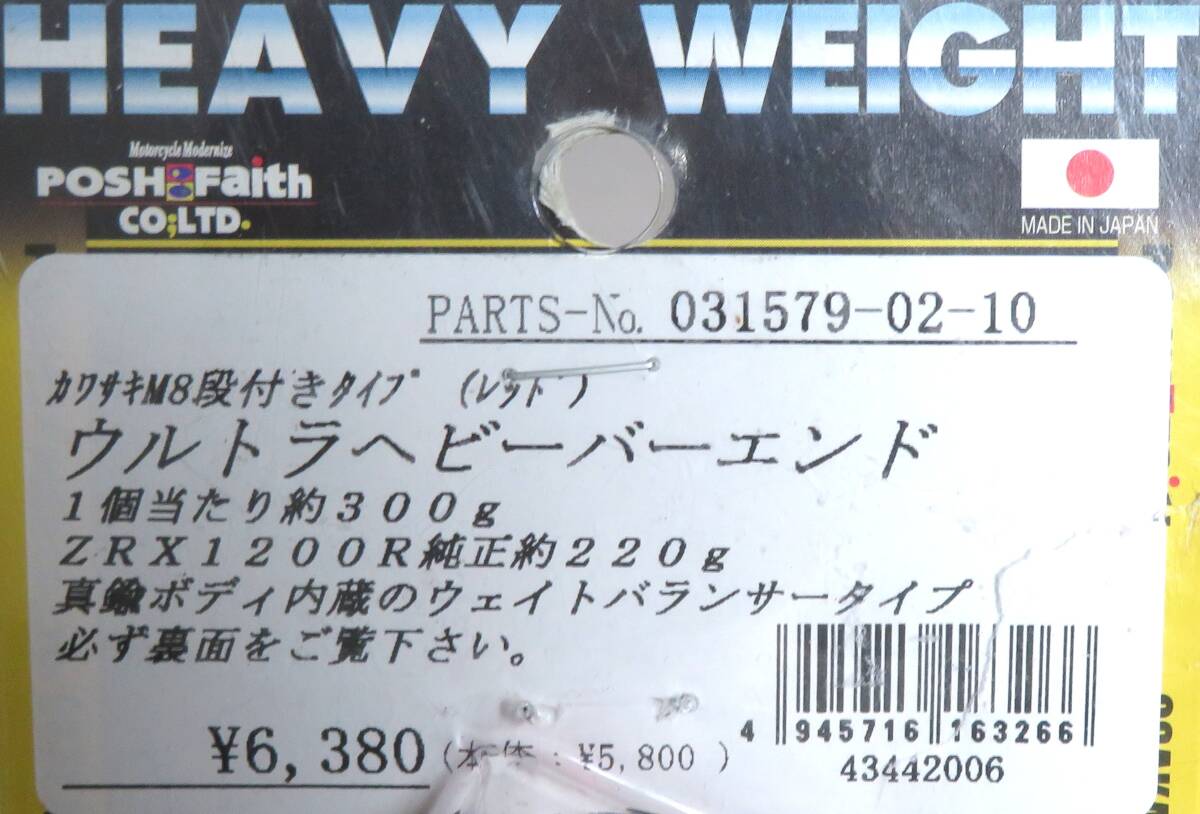 HEAVY WEIGHT
Motorcycle Modernize
POSH Faith
CO;LTD.
MADE IN JAPAN
PARTS-No. 031579-02-10
ｶﾜｻｷM8段付きﾀｲﾌﾟ (ﾚｯﾄﾞ)
ウルトラヘビーバーエンド
１個当たり約３００ｇ
ＺＲＸ１２００Ｒ純正約２２０ｇ
真鍮ボディ内蔵のウェイトバランサータイプ
必ず裏面をご覧下さい。
¥6,380 (本体：¥5,800 )
4 945716 163266
43442006